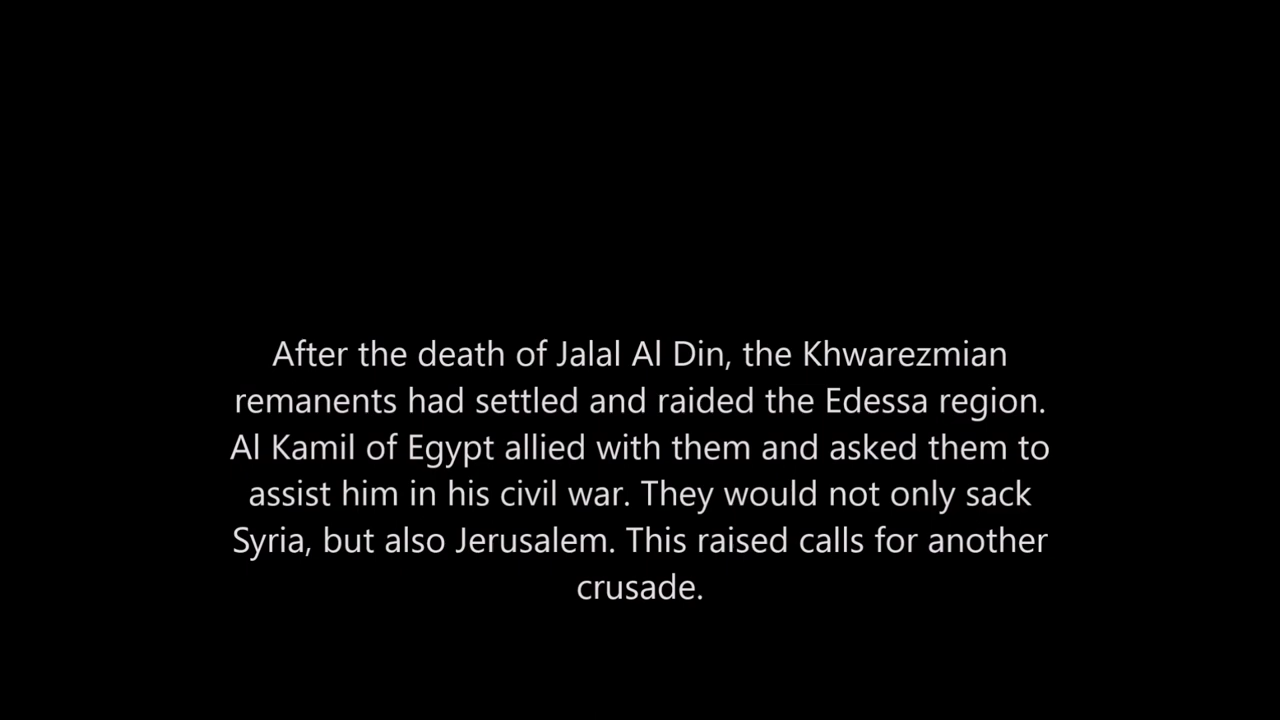 After the death of Jalal Al Din, the Khwarezmian
remanents had settled and raided the Edessa region.
Al Kamil of Egypt allied with them and asked them to
assist him in his civil war. They would not only sack
Syria, but also Jerusalem. This raised calls for another
crusade.